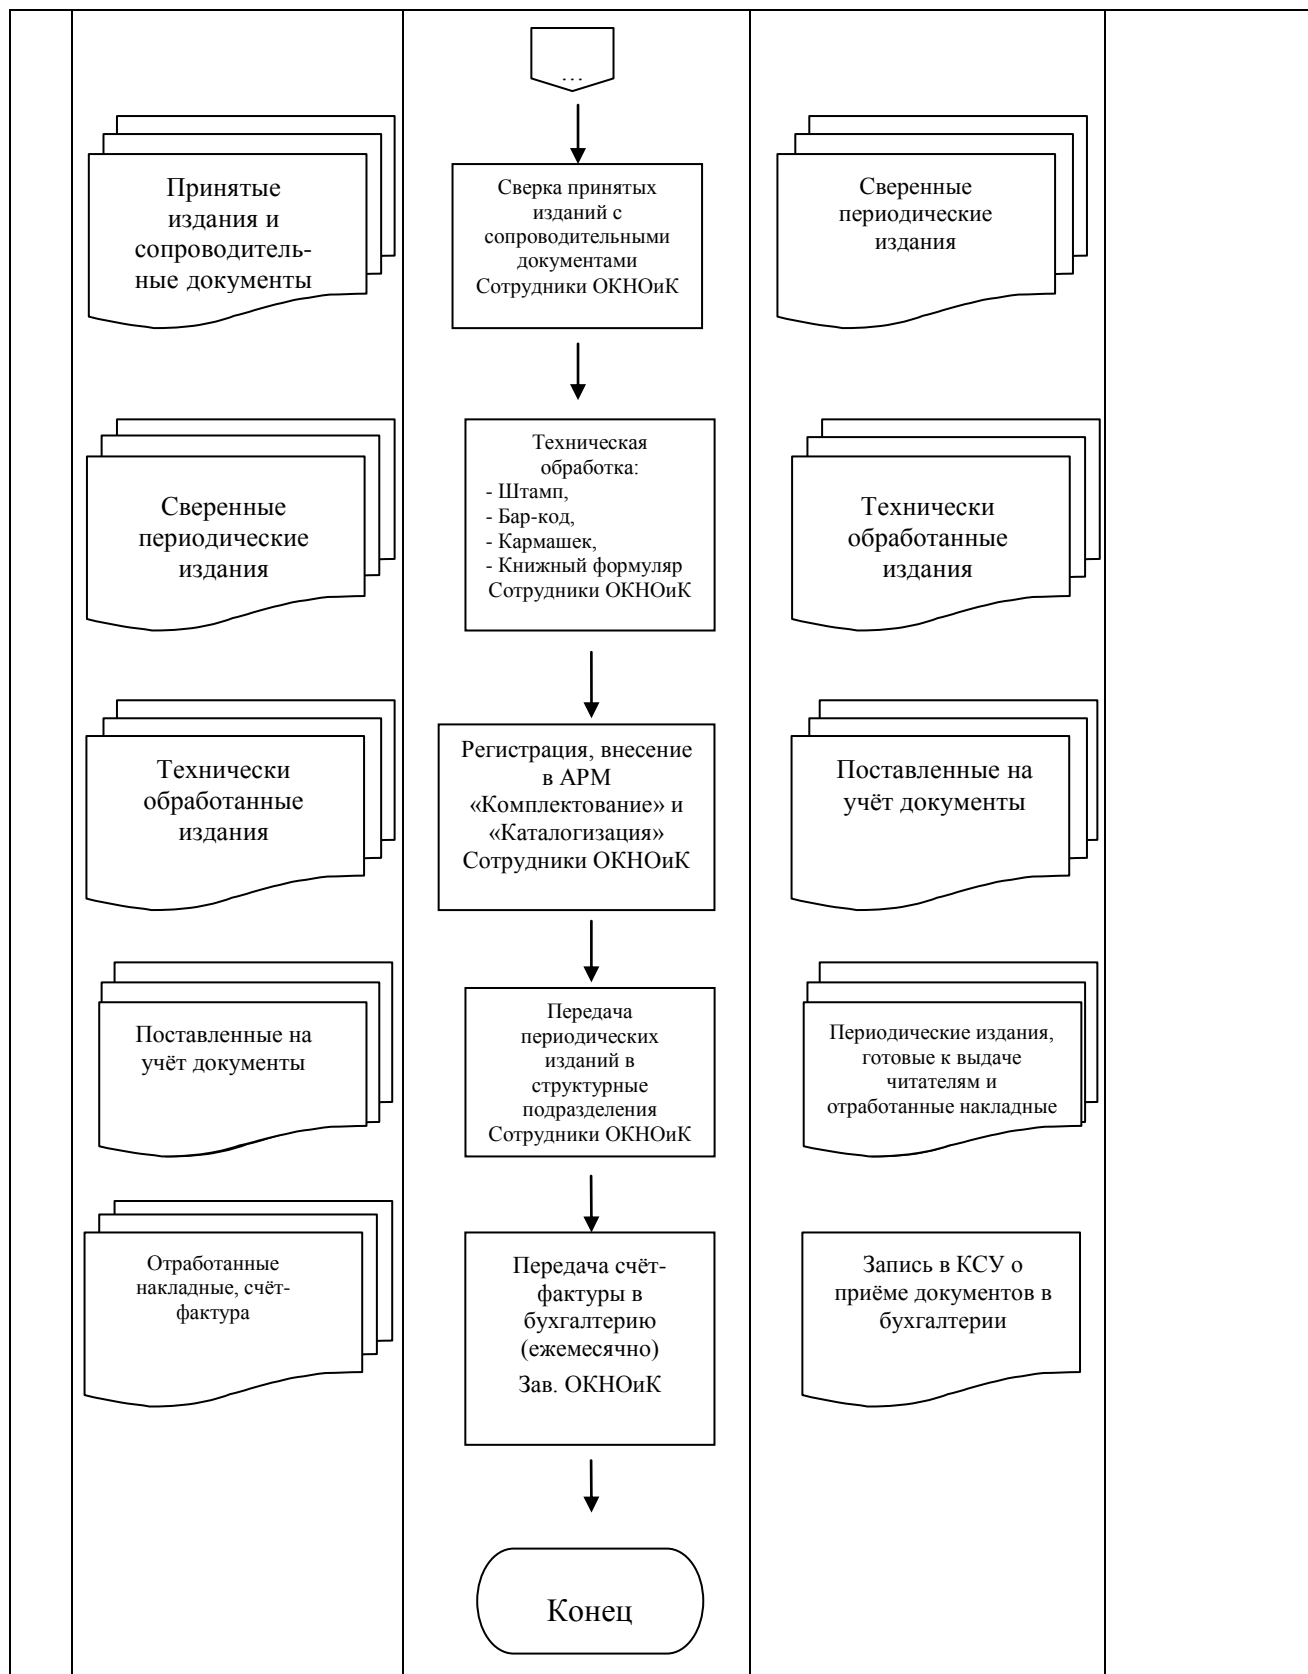 ...
Принятые
издания и
сопроводитель-
ные документы
Сверка принятых
изданий с
сопроводительными
документами
Сотрудники ОКНОиК
Сверенные
периодические
издания
Сверенные
периодические
издания
Техническая
обработка:
- Штамп,
- Бар-код,
- Кармашек,
- Книжный формуляр
Сотрудники ОКНОиК
Технически
обработанные
издания
Технически
обработанные
издания
Регистрация, внесение
в АРМ
«Комплектование» и
«Каталогизация»
Сотрудники ОКНОиК
Поставленные на
учёт документы
Поставленные на
учёт документы
Передача
периодических
изданий в
структурные
подразделения
Сотрудники ОКНОиК
Периодические издания,
готовые к выдаче
читателям и
отработанные накладные
Отработанные
накладные, счёт-
фактура
Передача счёт-
фактуры в
бухгалтерию
(ежемесячно)
Зав. ОКНОиК
Запись в КСУ о
приёме документов в
бухгалтерии
Конец